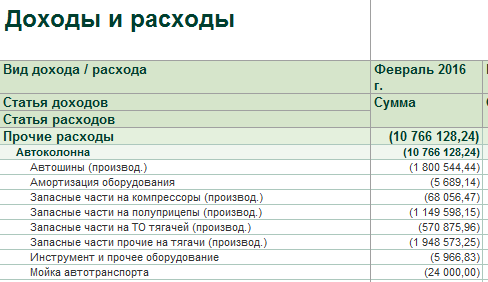 Доходы и расходы
Вид дохода / расхода Февраль 2016 г.
Статья доходов Сумма
Статья расходов
Прочие расходы (10 766 128,24)
Автоколонна (10 766 128,24)
Автошины (производ.) (1 800 544,44)
Амортизация оборудования (5 689,14)
Запасные части на компрессоры (производ.) (68 056,47)
Запасные части на полуприцепы (производ.) (1 149 598,15)
Запасные части на ТО тягачей (производ.) (570 875,96)
Запасные части прочие на тягачи (производ.) (1 948 573,25)
Инструмент и прочее оборудование (5 966,83)
Мойка автотранспорта (24 000,00)